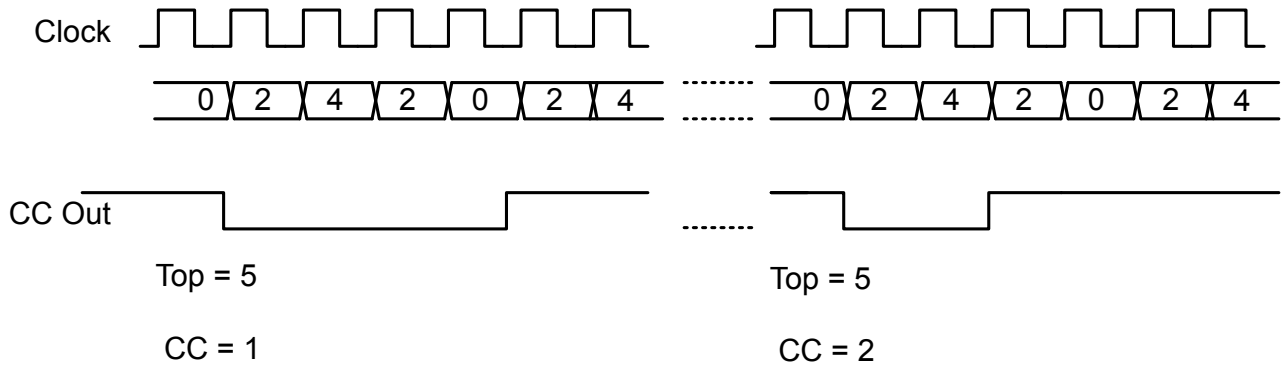 Clock
0 2 4 2 0 2 4 0 2 4 2 0 2 4
CC Out
Top = 5 Top = 5
CC = 1 CC = 2